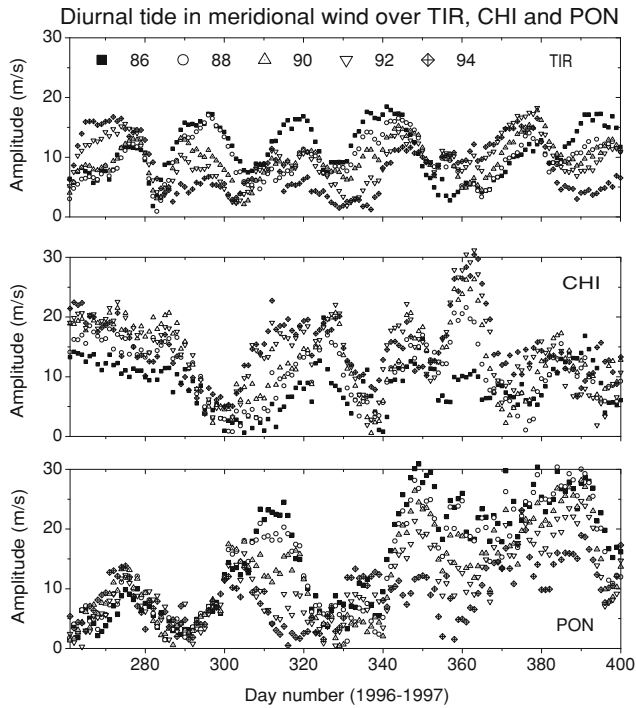 Diurnal tide in meridional wind over TIR, CHI and PON
40
86 88 90 92 94 TIR
30
20
10
0
Amplitude (m/s)
30
CHI
20
10
0
Amplitude (m/s)
30
20
10
0
PON
Amplitude (m/s)
280 300 320 340 360 380 400
Day number (1996-1997)